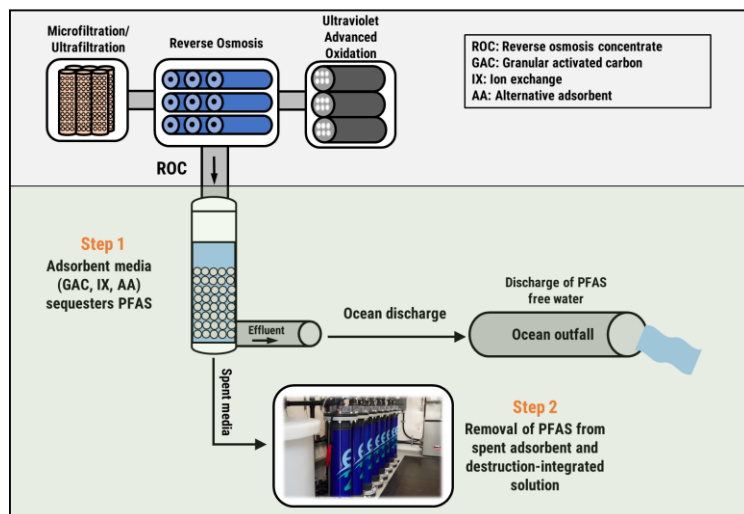 Microfiltration/
Ultrafiltration
Reverse Osmosis
Ultraviolet
Advanced
Oxidation
ROC: Reverse osmosis concentrate
GAC: Granular activated carbon
IX: Ion exchange
AA: Alternative adsorbent
ROC
Step 1
Adsorbent media
(GAC, IX, AA)
sequesters PFAS
Effluent
Ocean discharge
Discharge of PFAS
free water
Ocean outfall
Spent media
Step 2
Removal of PFAS from
spent adsorbent and
destruction-integrated
solution